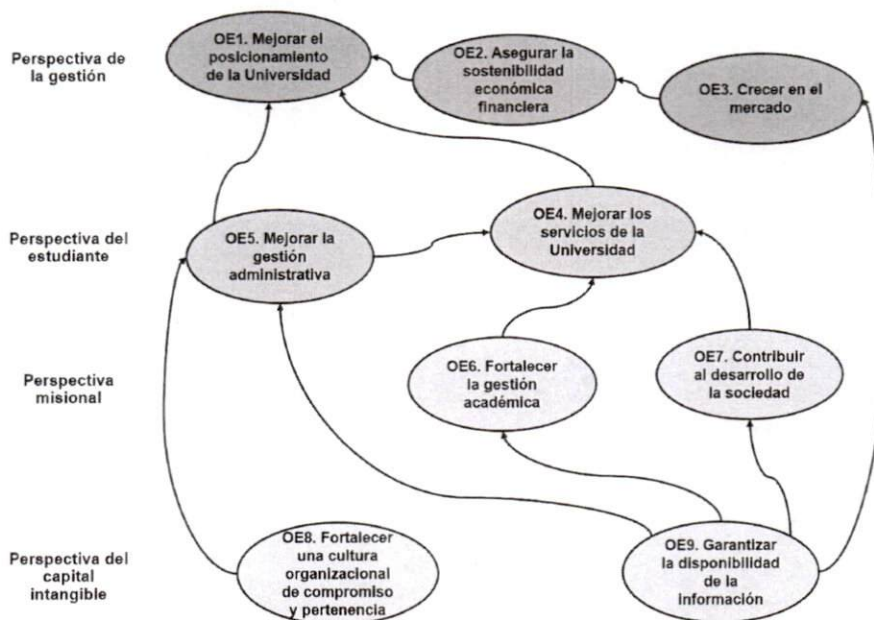 Perspectiva de
la gestión
OE1. Mejorar el
posicionamiento
de la Universidad
OE2. Asegurar la
sostenibilidad
económica
financiera
OE3. Crecer en el
mercado
Perspectiva del
estudiante
OE5. Mejorar la
gestión
administrativa
OE4. Mejorar los
servicios de la
Universidad
Perspectiva
misional
OE6. Fortalecer
la gestión
académica
OE7. Contribuir
al desarrollo de
la sociedad
Perspectiva del
capital
intangible
OE8. Fortalecer
una cultura
organizacional
de compromiso
y pertenencia
OE9. Garantizar
la disponibilidad
de la
información